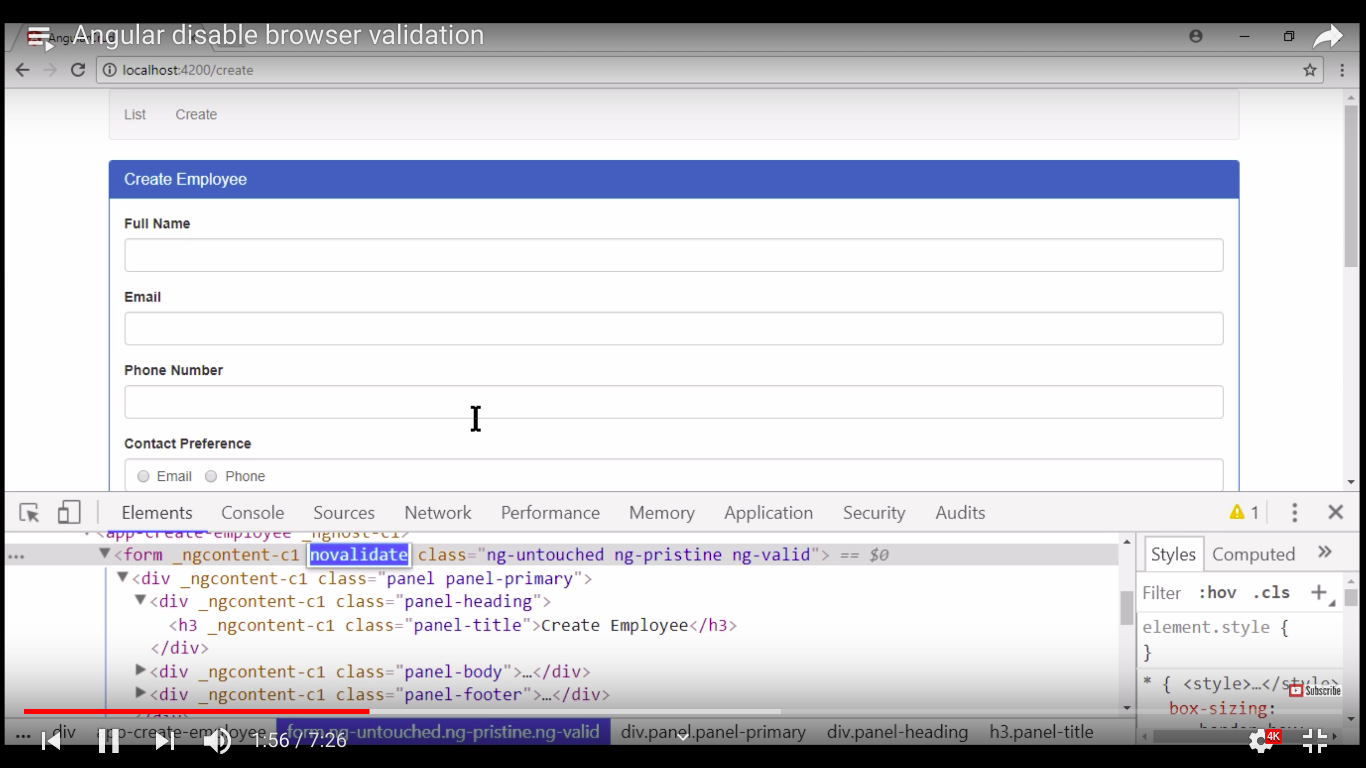 Angular disable browser validation
localhost:4200/create
List Create
Create Employee
Full Name
Email
Phone Number
Contact Preference
Email Phone
Elements Console Sources Network Performance Memory Application Security Audits 1
<app-create-employee _nghost-c1>
... <form _ngcontent-c1 novalidate class="ng-untouched ng-pristine ng-valid"> == $0
<div _ngcontent-c1 class="panel panel-primary">
<div _ngcontent-c1 class="panel-heading">
<h3 _ngcontent-c1 class="panel-title">Create Employee</h3>
</div>
<div _ngcontent-c1 class="panel-body">…</div>
<div _ngcontent-c1 class="panel-footer">…</div>
</div>
Styles Computed »
Filter :hov .cls +
element.style {
}
* { <style>…</style>
Subscribe
box-sizing:
... div app-create-employee form.ng-untouched.ng-pristine.ng-valid div.panel.panel-primary div.panel-heading h3.panel-title
1:56 / 7:26
4K